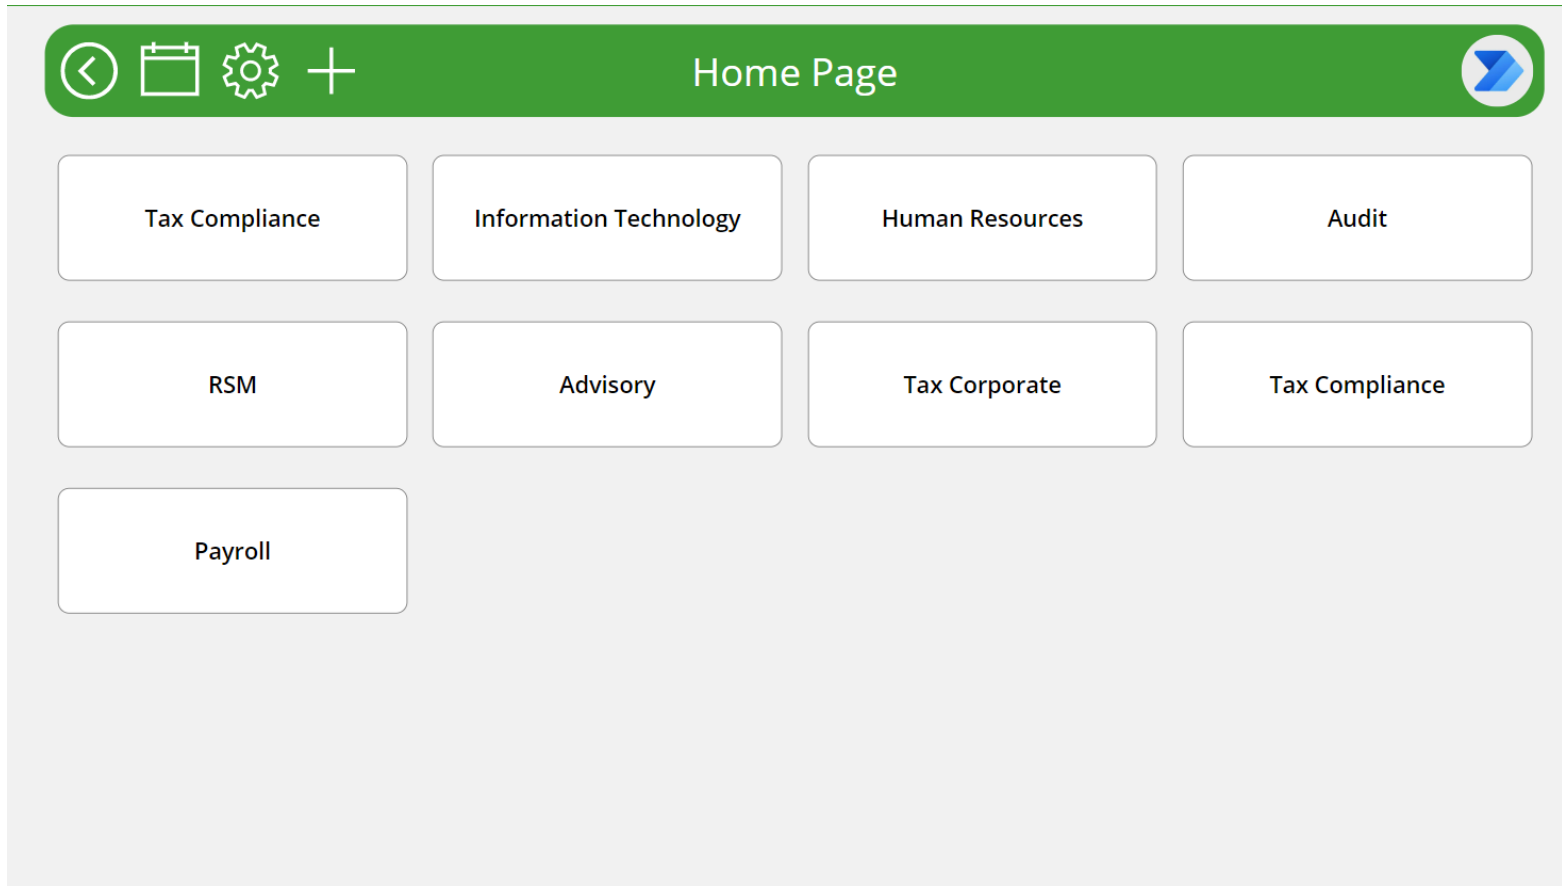 Home Page
Tax Compliance
Information Technology
Human Resources
Audit
RSM
Advisory
Tax Corporate
Tax Compliance
Payroll